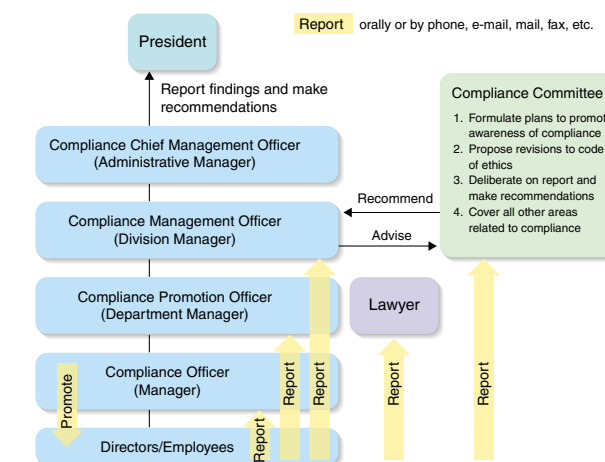 Report orally or by phone, e-mail, mail, fax, etc.
President
Report findings and make
recommendations
Compliance Chief Management Officer
(Administrative Manager)
Compliance Management Officer
(Division Manager)
Recommend
Advise
Compliance Committee
1. Formulate plans to promot
awareness of compliance
2. Propose revisions to code
of ethics
3. Deliberate on report and
make recommendations
4. Cover all other areas
related to compliance
Compliance Promotion Officer
(Department Manager)
Lawyer
Compliance Officer
(Manager)
Promote
Report
Report
Report
Report
Report
Directors/Employees